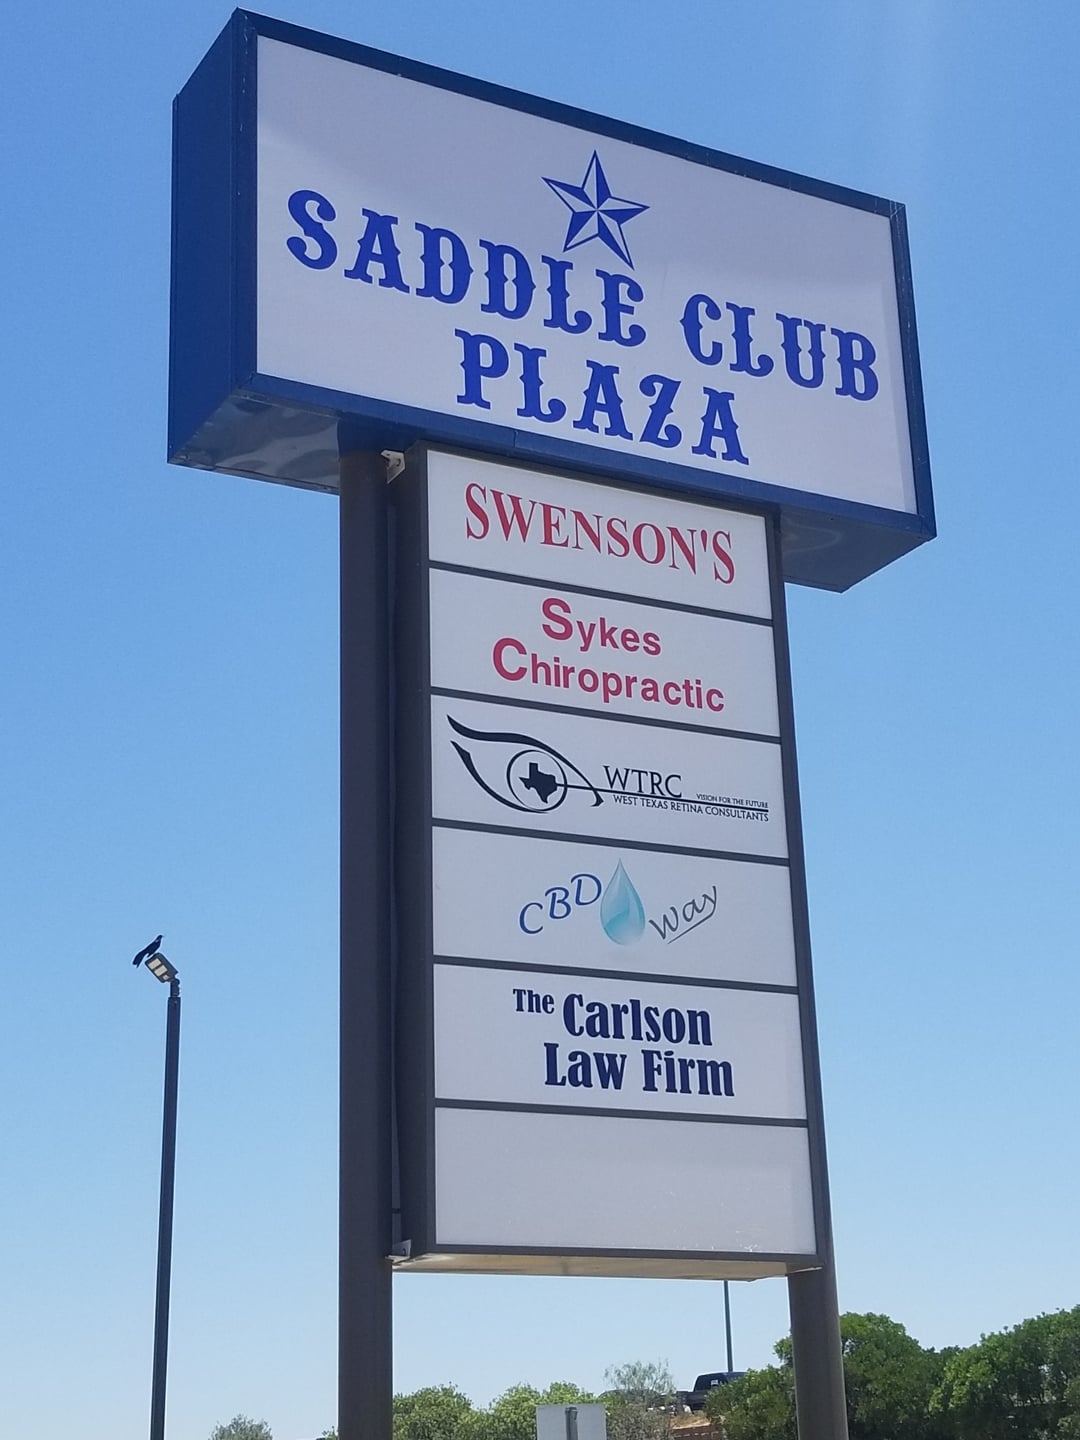 SADDLE CLUB
PLAZA
SWENSON'S
Sykes
Chiropractic
WTRC VISION FOR THE FUTURE
WEST TEXAS RETINA CONSULTANTS
CBD Way
The Carlson
Law Firm